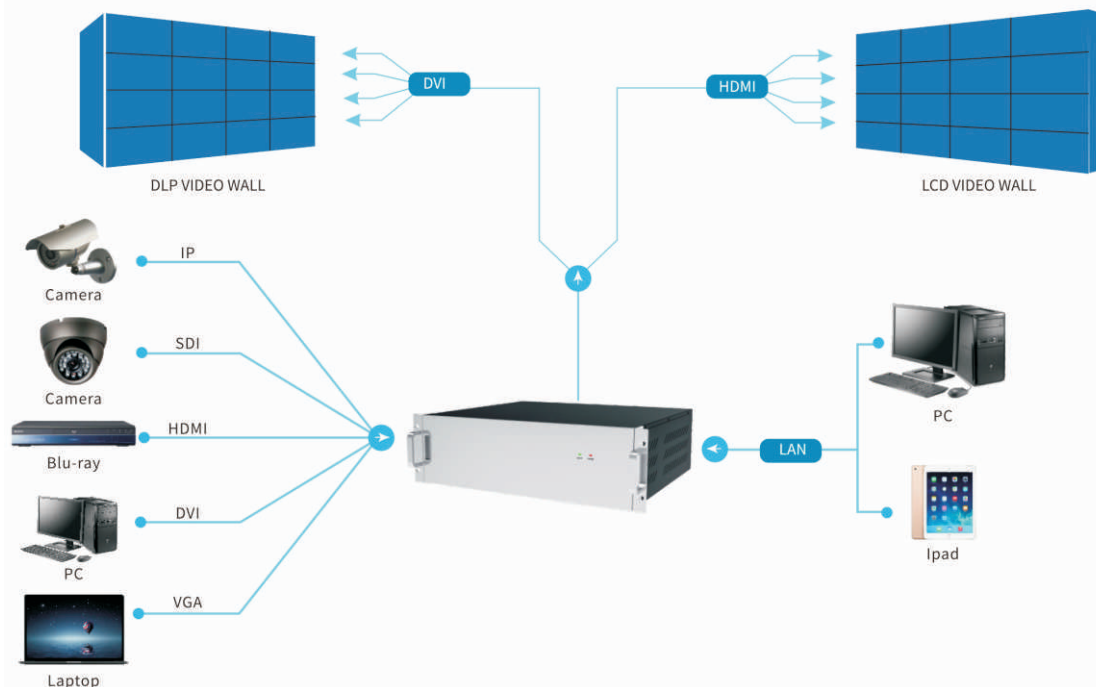 DVI
HDMI
DLP VIDEO WALL
LCD VIDEO WALL
IP
Camera
SDI
Camera
HDMI
Blu-ray
DVI
PC
VGA
Laptop
LAN
PC
Ipad